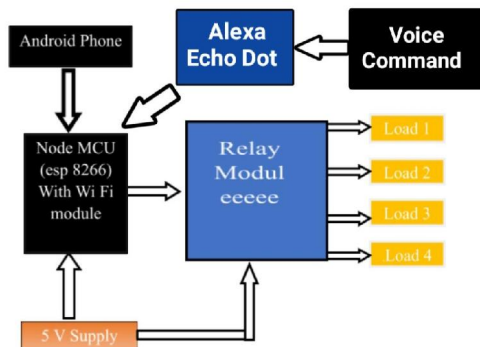 Android Phone
Alexa
Echo Dot
Voice
Command
Node MCU
(esp 8266)
With Wi Fi
module
Relay
Modul
eeeee
Load 1
Load 2
Load 3
.Load 4
5 V Supply